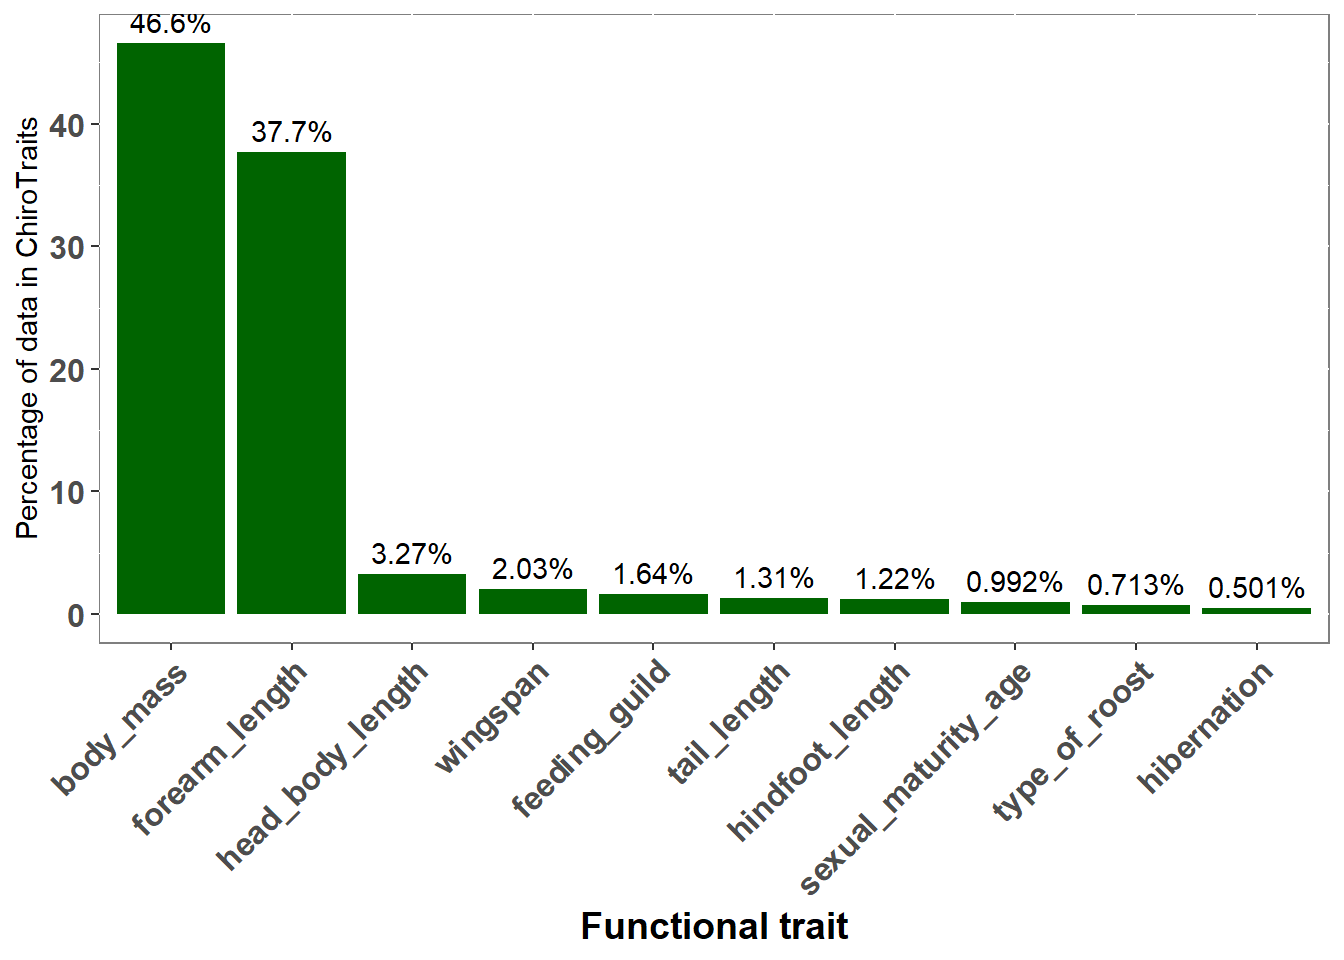 46.6%
37.7%
3.27%
2.03%
1.64%
1.31%
1.22%
0.992%
0.713%
0.501%
Percentage of data in ChiroTraits
40
30
20
10
0
body_mass
forearm_length
head_body_length
wingspan
feeding_guild
tail_length
hindfoot_length
sexual_maturity_age
type_of_roost
hibernation
Functional trait